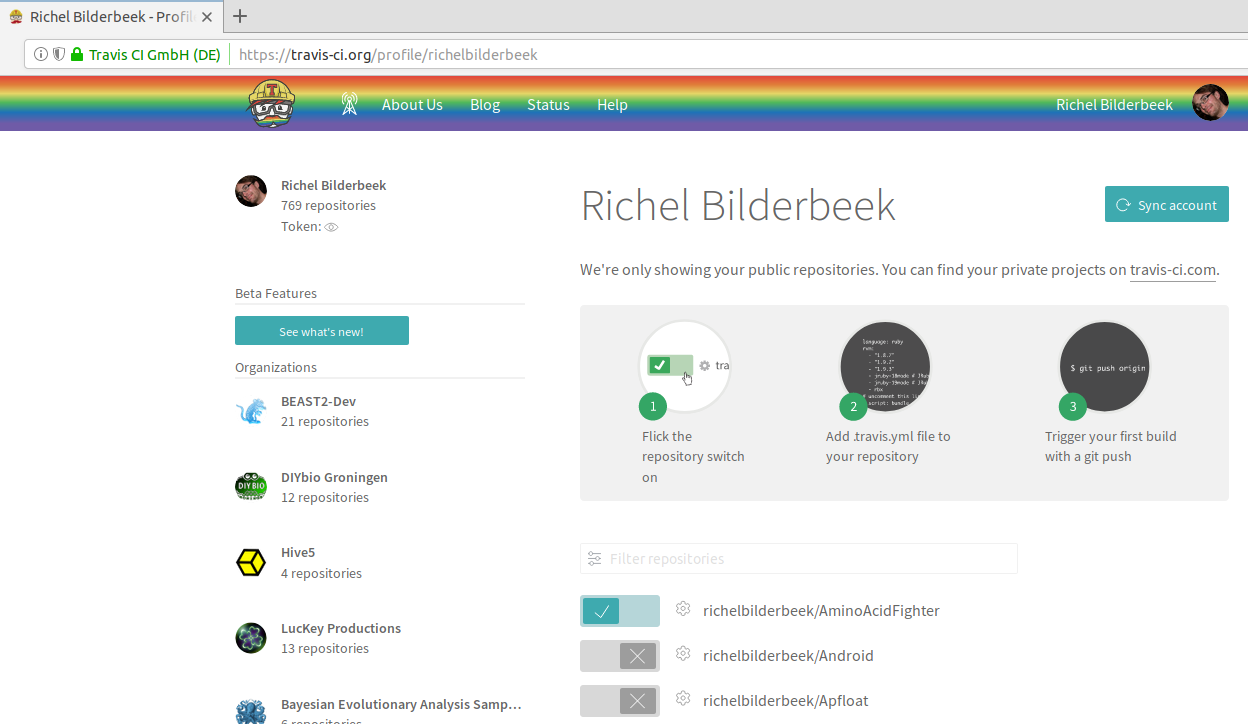 Richel Bilderbeek - Profil
Travis CI GmbH (DE)
https://travis-ci.org/profile/richelbilderbeek
T
About Us
Blog
Status
Help
Richel Bilderbeek
Richel Bilderbeek
769 repositories
Token:
Beta Features
See what's new!
Organizations
BEAST2-Dev
21 repositories
DIY BIO
DIYbio Groningen
12 repositories
Hive5
4 repositories
LucKey Productions
13 repositories
Bayesian Evolutionary Analysis Samp...
6 repositories
Richel Bilderbeek
Sync account
We're only showing your public repositories. You can find your private projects on travis-ci.com.
tra
1
Flick the
repository switch
on
language: ruby
rvm:
- "1.8.7"
- "1.9.2"
- "1.9.3"
- jruby-18mode # JRu
- jruby-19mode # JRu
- rbx
# uncomment this li
script: bundl
2
Add .travis.yml file to
your repository
$ git push origin
3
Trigger your first build
with a git push
Filter repositories
richelbilderbeek/AminoAcidFighter
richelbilderbeek/Android
richelbilderbeek/Apfloat